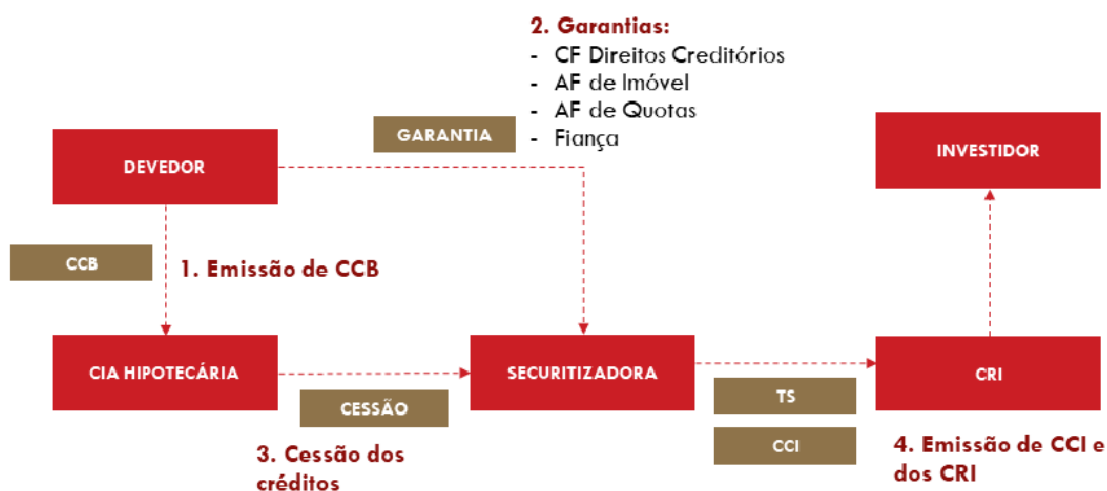 2. Garantias:
- CF Direitos Creditórios
- AF de Imóvel
- AF de Quotas
- Fiança
GARANTIA
DEVEDOR
INVESTIDOR
CCB
1. Emissão de CCB
CIA HIPOTECÁRIA
SECURITIZADORA
CRI
CESSÃO
TS
CCI
3. Cessão dos
créditos
4. Emissão de CCI e
dos CRI